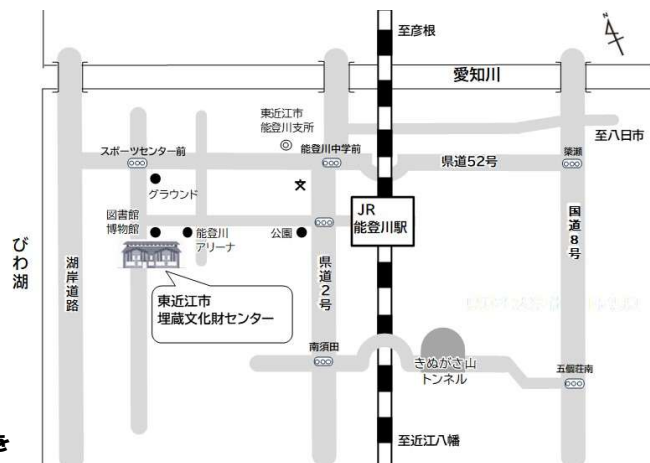 至彦根
N
愛知川
東近江市
能登川支所
至八日市
スポーツセンター前
能登川中学前
県道52号
簗瀬
文
グラウンド
図書館
博物館
能登川
アリーナ
公園
JR
能登川駅
びわ湖
湖岸道路
県道2号
国道8号
東近江市
埋蔵文化財センター
南須田
きぬがさ山
トンネル
五個荘南
至近江八幡
を